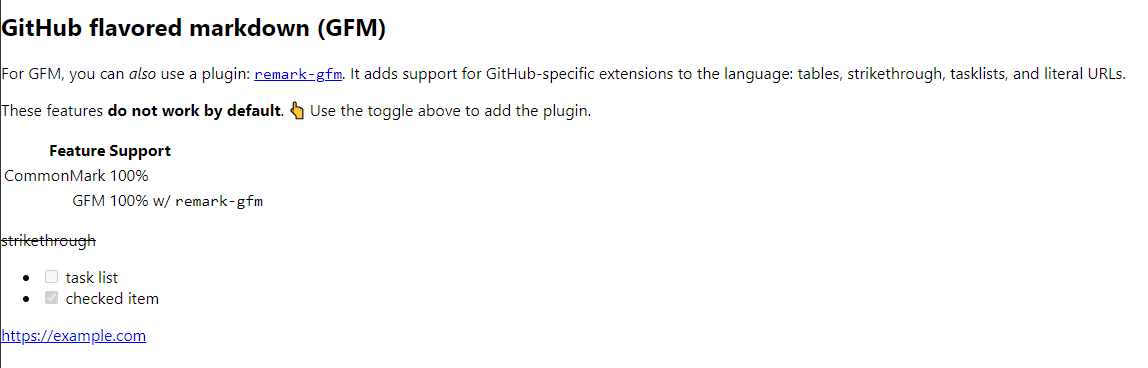 GitHub flavored markdown (GFM)
For GFM, you can also use a plugin: remark-gfm. It adds support for GitHub-specific extensions to the language: tables, strikethrough, tasklists, and literal URLs.
These features do not work by default. 👆 Use the toggle above to add the plugin.
Feature Support
CommonMark 100%
GFM 100% w/ remark-gfm
strikethrough
task list
checked item
https://example.com